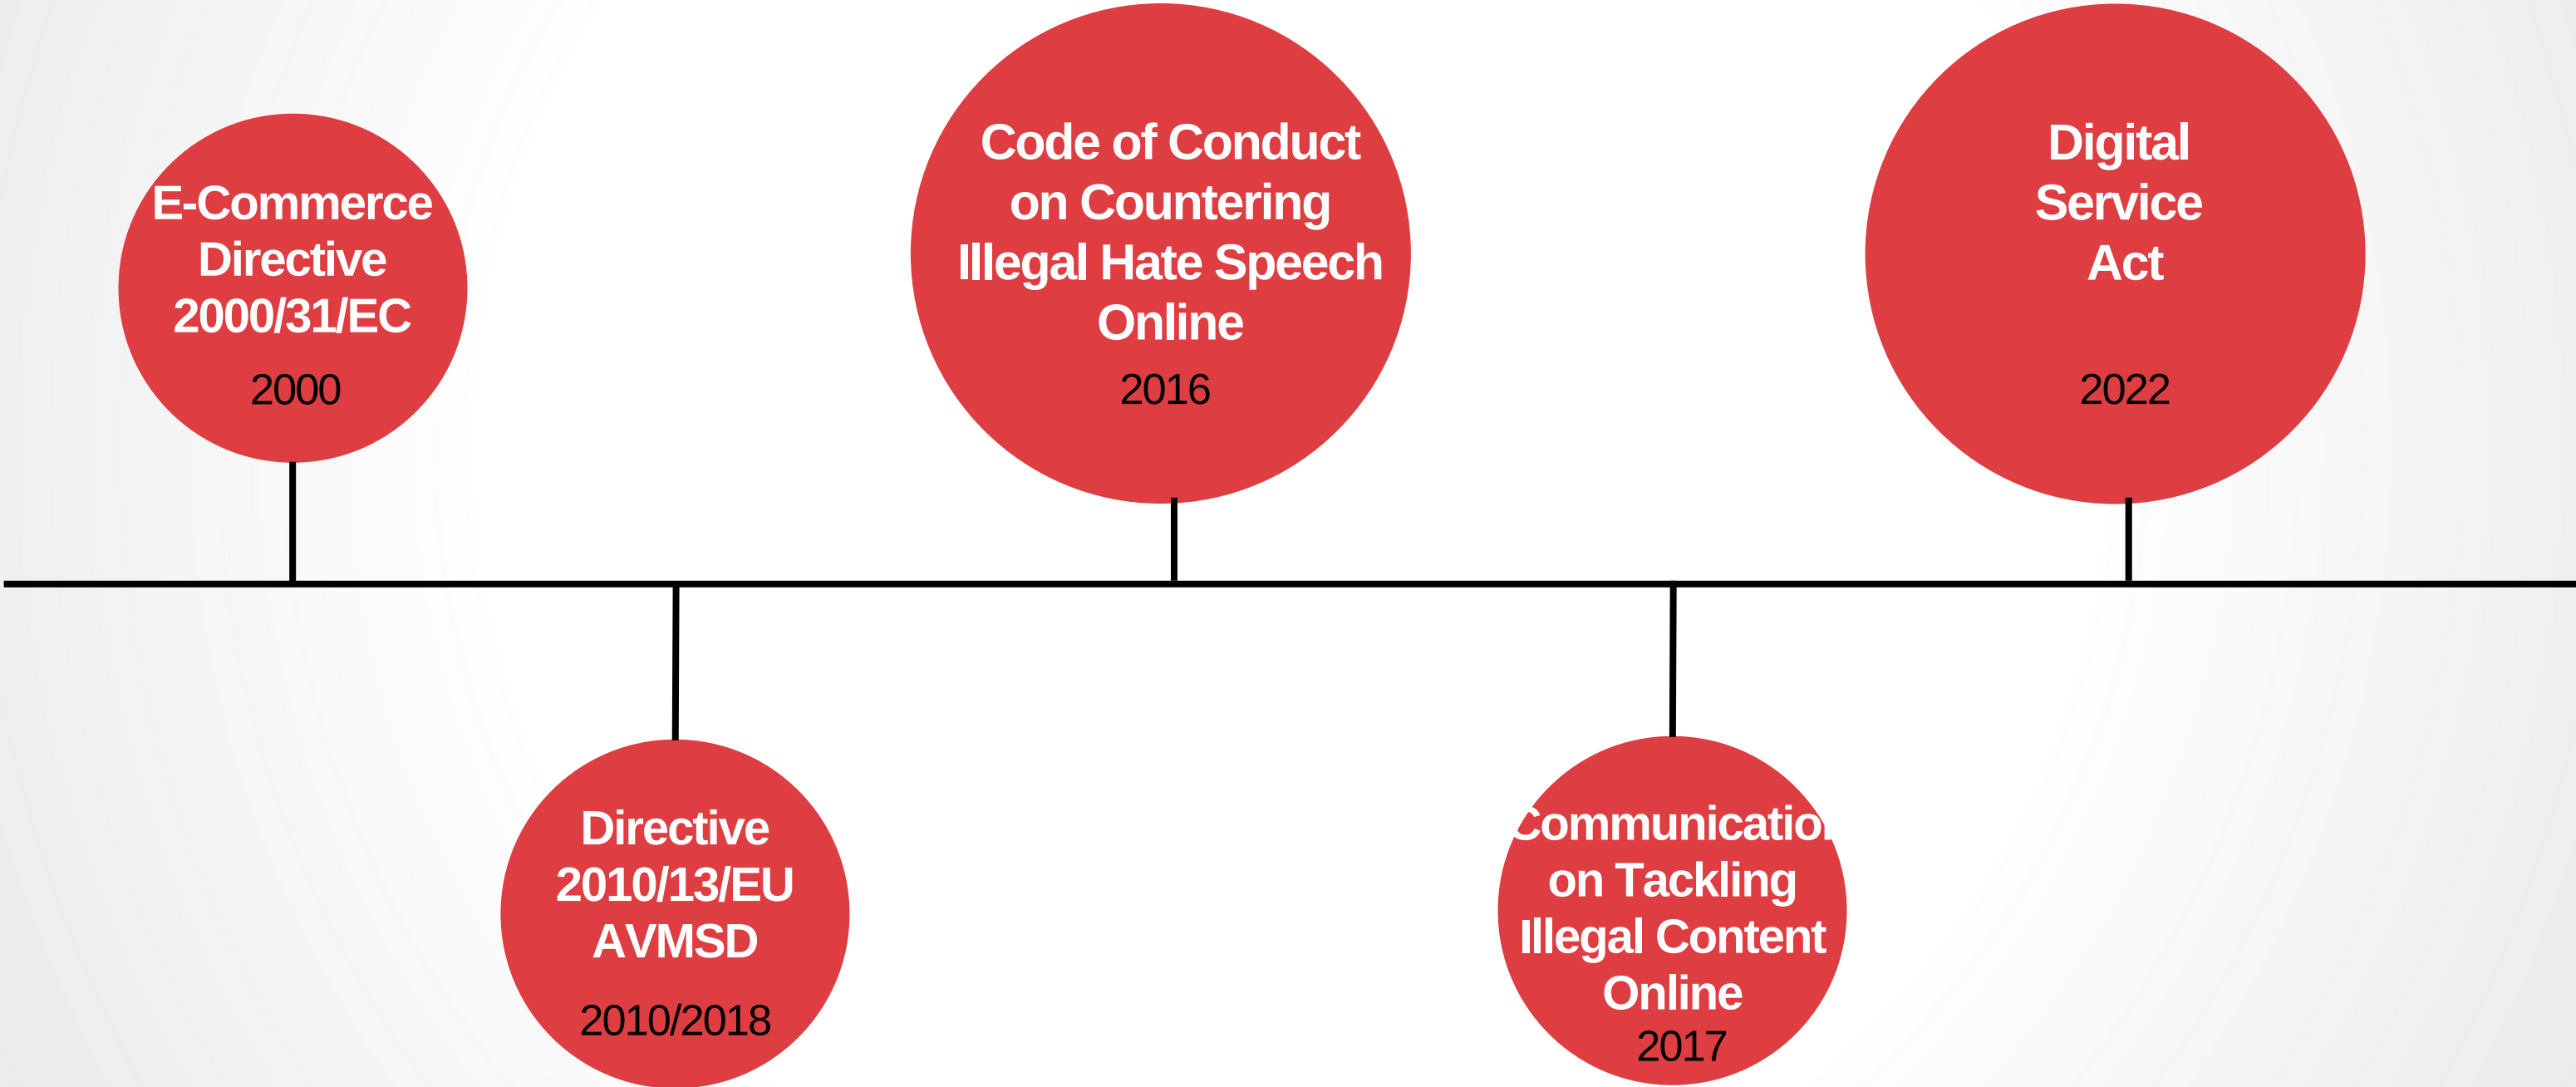 E-Commerce
Directive
2000/31/EC
2000
Directive
2010/13/EU
AVMSD
2010/2018
Code of Conduct
on Countering
Illegal Hate Speech
Online
2016
Communication
on Tackling
Illegal Content
Online
2017
Digital
Service
Act
2022